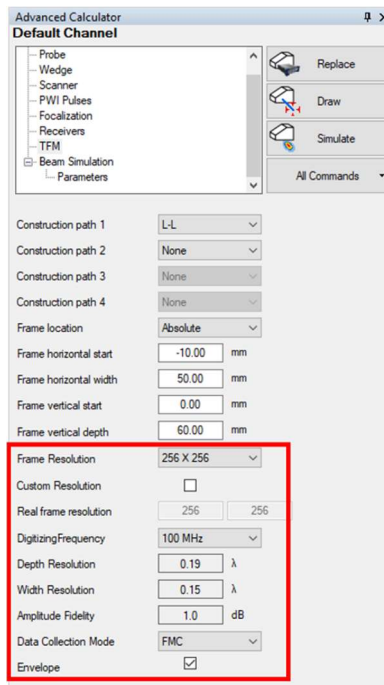 Advanced Calculator
Default Channel
Probe
Wedge
Scanner
PWI Pulses
Focalization
Receivers
TFM
Beam Simulation
Parameters
Replace
Draw
Simulate
All Commands
Construction path 1 L-L
Construction path 2 None
Construction path 3 None
Construction path 4 None
Frame location Absolute
Frame horizontal start -10.00 mm
Frame horizontal width 50.00 mm
Frame vertical start 0.00 mm
Frame vertical depth 60.00 mm
Frame Resolution 256 X 256
Custom Resolution
Real frame resolution 256 256
DigitizingFrequency 100 MHz
Depth Resolution 0.19 λ
Width Resolution 0.15 λ
Amplitude Fidelity 1.0 dB
Data Collection Mode FMC
Envelope